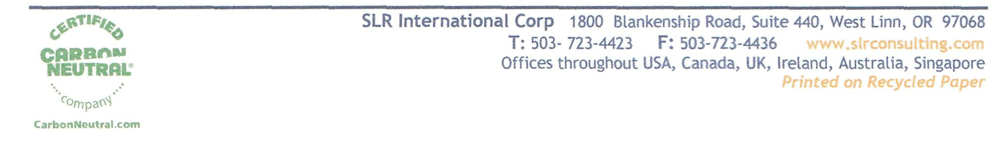 CERTIFIED
CARBON
NEUTRAL®
company
CarbonNeutral.com
SLR International Corp 1800 Blankenship Road, Suite 440, West Linn, OR 97068
T: 503- 723-4423 F: 503-723-4436 www.slrconsulting.com
Offices throughout USA, Canada, UK, Ireland, Australia, Singapore
Printed on Recycled Paper